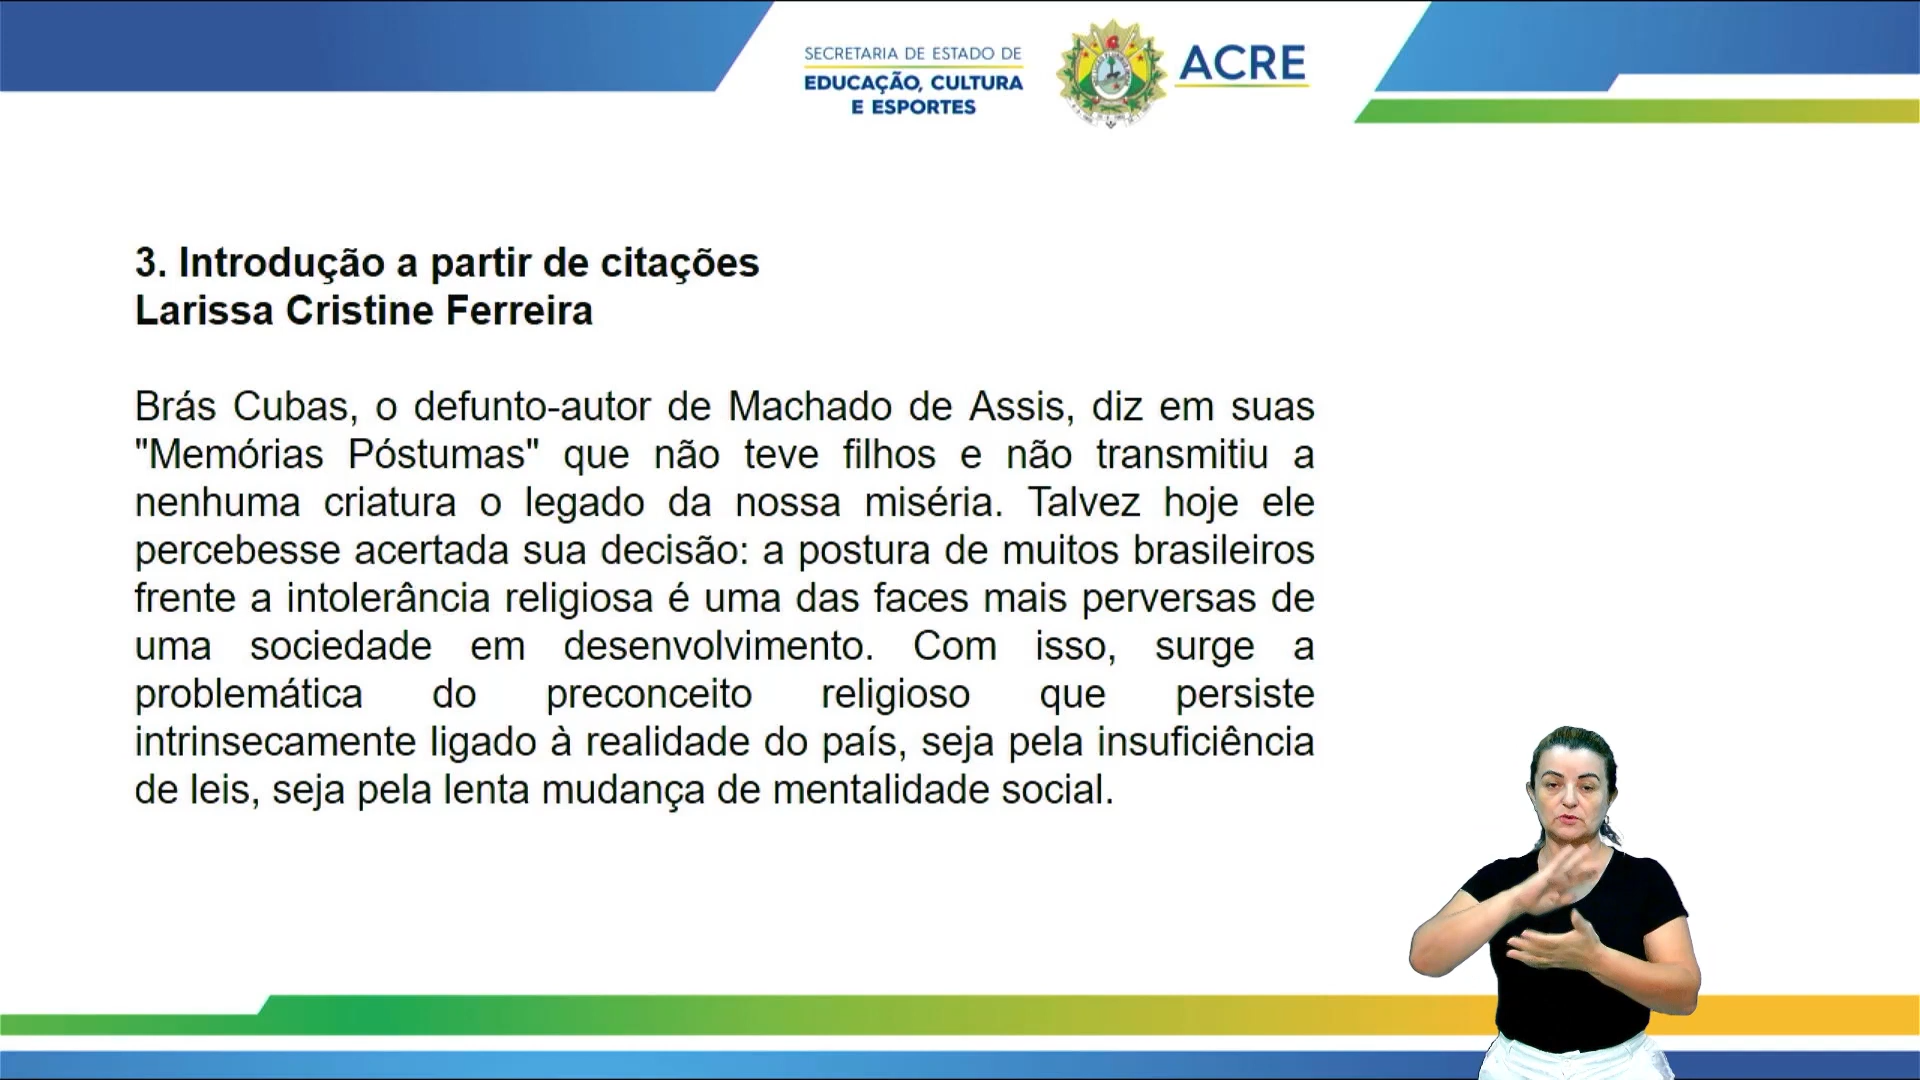 SECRETARIA DE ESTADO DE
EDUCAÇÃO, CULTURA
E ESPORTES
ACRE
3. Introdução a partir de citações
Larissa Cristine Ferreira
Brás Cubas, o defunto-autor de Machado de Assis, diz em suas
"Memórias Póstumas" que não teve filhos e não transmitiu a
nenhuma criatura o legado da nossa miséria. Talvez hoje ele
percebesse acertada sua decisão: a postura de muitos brasileiros
frente a intolerância religiosa é uma das faces mais perversas de
uma sociedade em desenvolvimento. Com isso, surge a
problemática do preconceito religioso que persiste
intrinsecamente ligado à realidade do país, seja pela insuficiência
de leis, seja pela lenta mudança de mentalidade social.